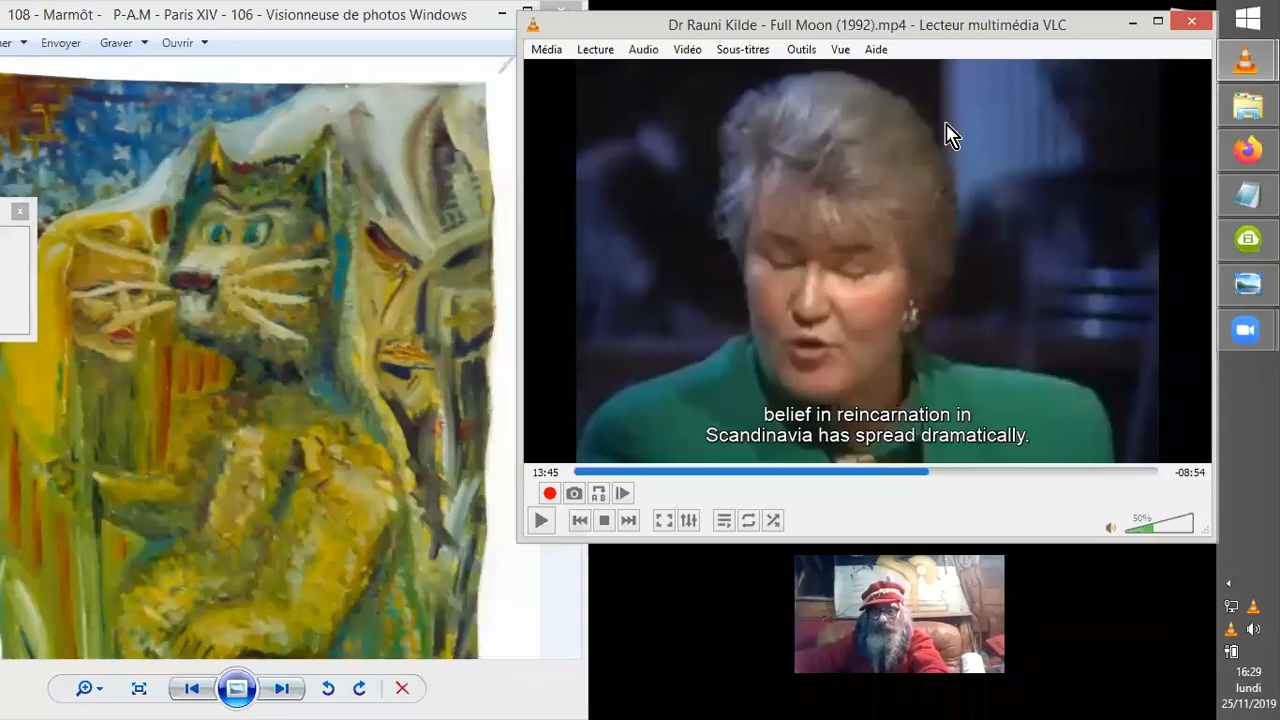 108 - Marmôt - P-A.M - Paris XIV - 106 - Visionneuse de photos Windows
Envoyer Graver Ouvrir
Dr Rauni Kilde - Full Moon (1992).mp4 - Lecteur multimédia VLC
Média Lecture Audio Vidéo Sous-titres Outils Vue Aide
belief in reincarnation in
Scandinavia has spread dramatically.
13:45
-08:54
50%
16:29
lundi
25/11/2019